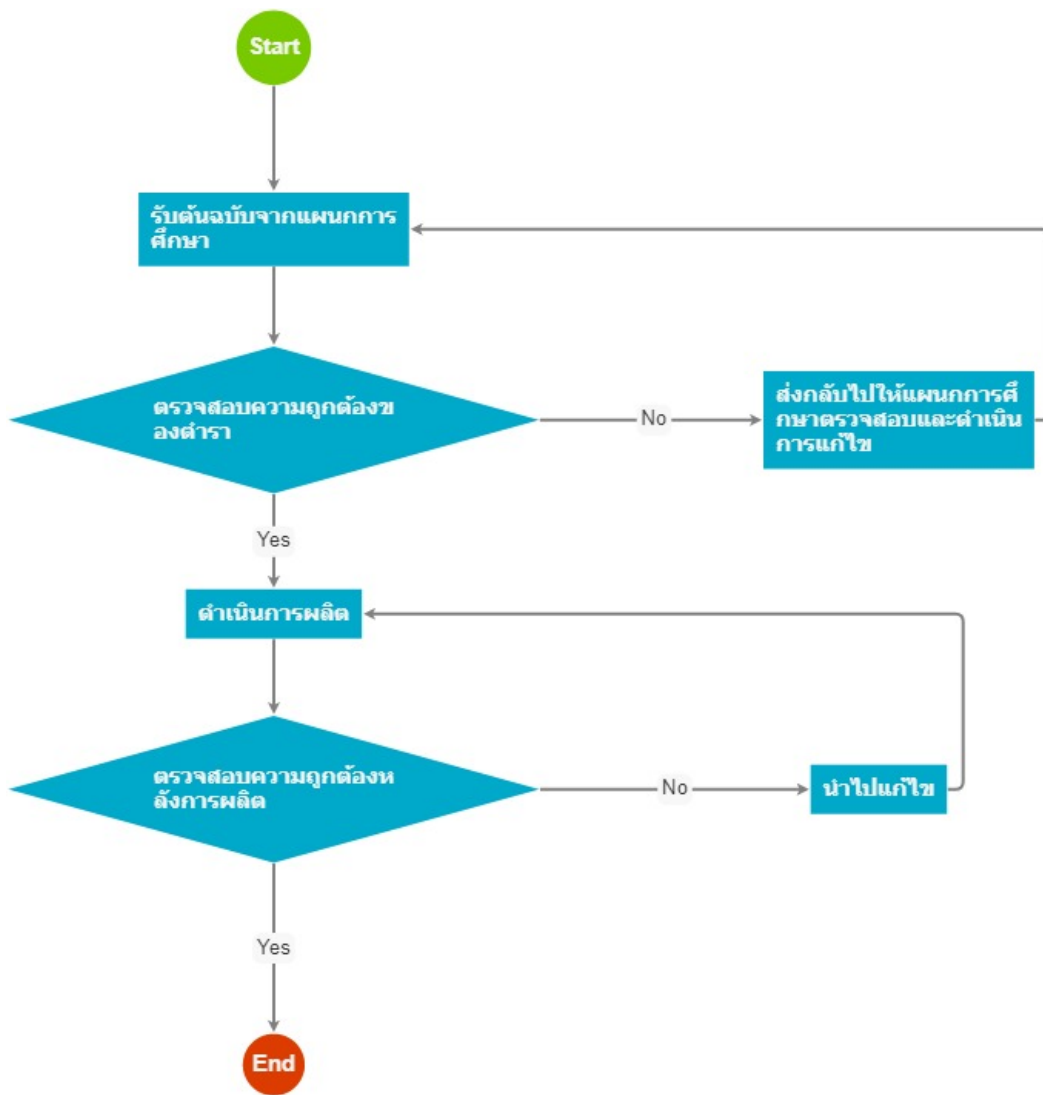 Start
รับต้นฉบับจากแผนกการ
ศึกษา
ตรวจสอบความถูกต้องข
องตำรา
No
ส่งกลับไปให้แผนกการศึ
กษาตรวจสอบและดำเนิน
การแก้ไข
Yes
ดำเนินการผลิต
ตรวจสอบความถูกต้องห
ลังการผลิต
No
นำไปแก้ไข
Yes
End